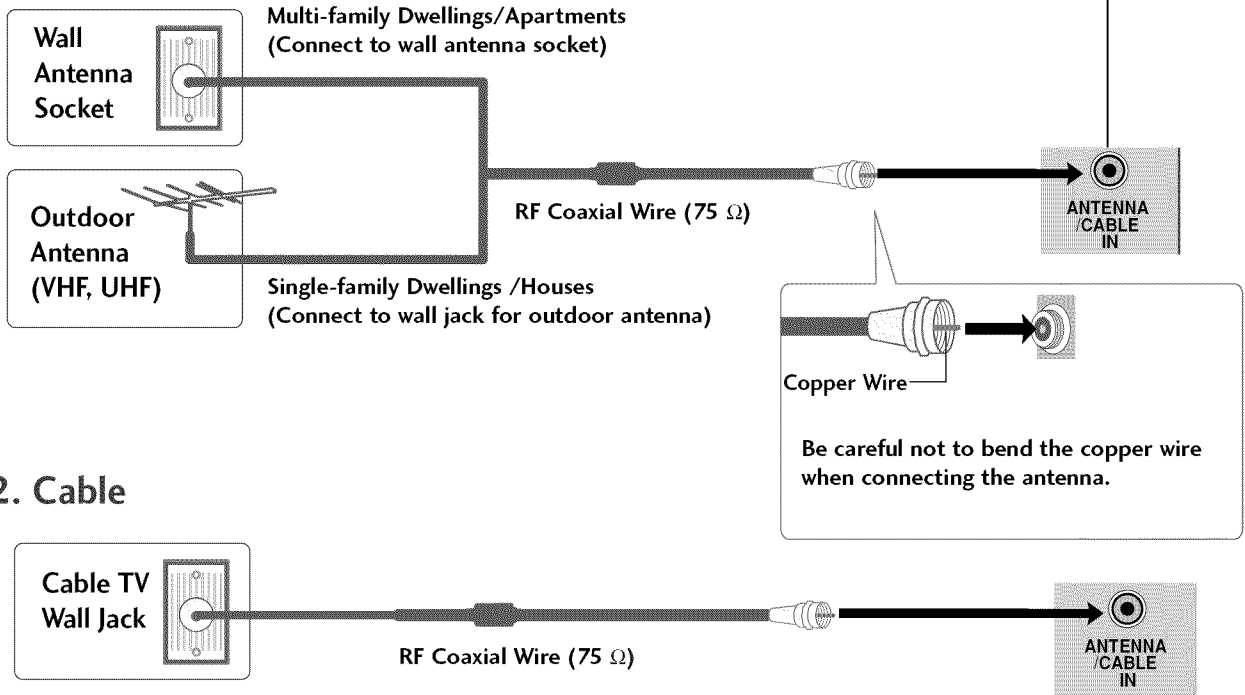 Multi-family Dwellings/Apartments
(Connect to wall antenna socket)
Wall
Antenna
Socket
Outdoor
Antenna
(VHF, UHF)
RF Coaxial Wire (75 Ω)
ANTENNA
/CABLE
IN
Single-family Dwellings /Houses
(Connect to wall jack for outdoor antenna)
Copper Wire
Be careful not to bend the copper wire
when connecting the antenna.
2. Cable
Cable TV
Wall Jack
RF Coaxial Wire (75 Ω)
ANTENNA
/CABLE
IN